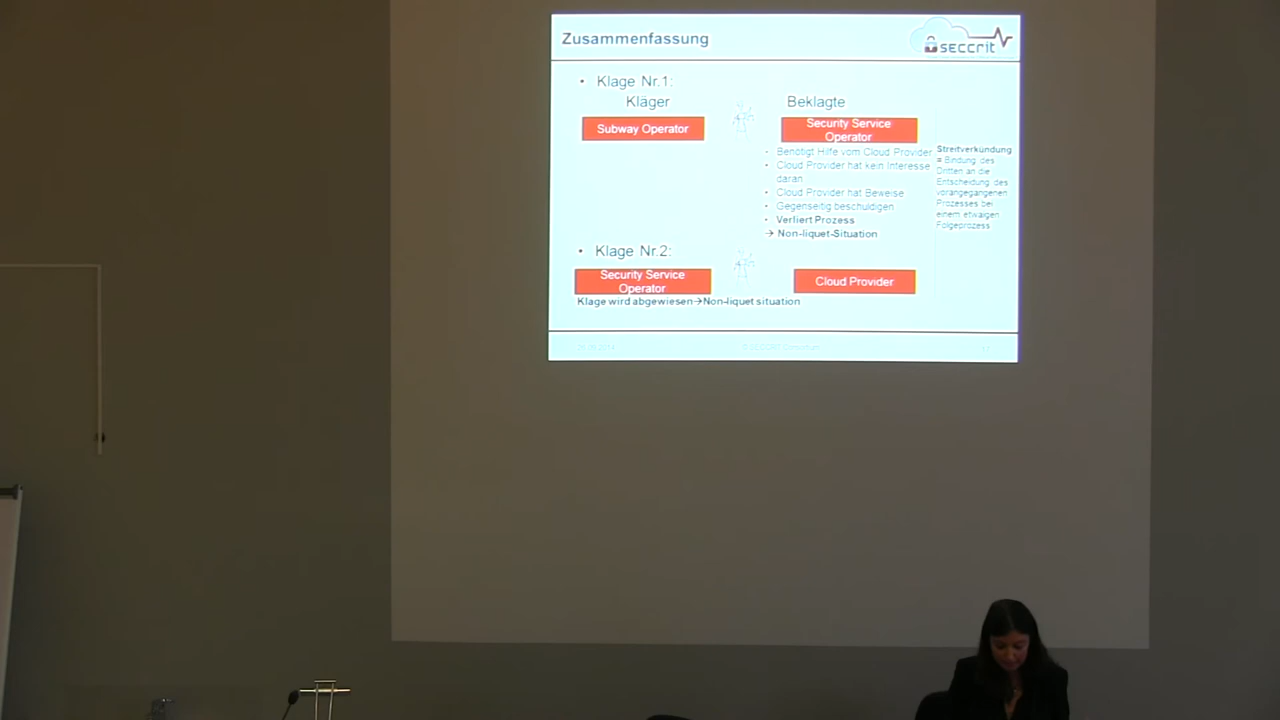 Zusammenfassung
seccrit
• Klage Nr.1:
Kläger
Beklagte
Subway Operator
Security Service
Operator
• Benötigt Hilfe vom Cloud Provider
• Cloud Provider hat kein Interesse
daran
• Cloud Provider hat Beweise
• Gegenseitig beschuldigen
• Verliert Prozess
→ Non-liquet-Situation
Streitverkündung
= Bindung des
Dritten an die
Entscheidung des
vorangegangenen
Prozesses bei
einem etwaigen
Folgeprozess
• Klage Nr.2:
Security Service
Operator
Cloud Provider
Klage wird abgewiesen→Non-liquet situation